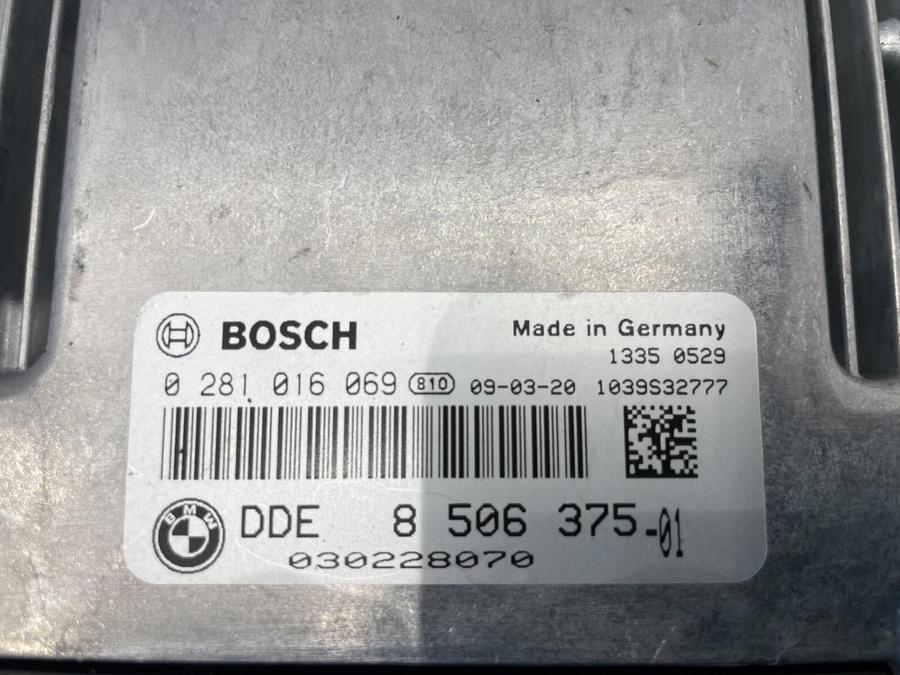 BOSCH
Made in Germany
1335 0529
0 281 016 069 810 09-03-20 1039S32777
BMW
DDE 8 506 375-01
030228070